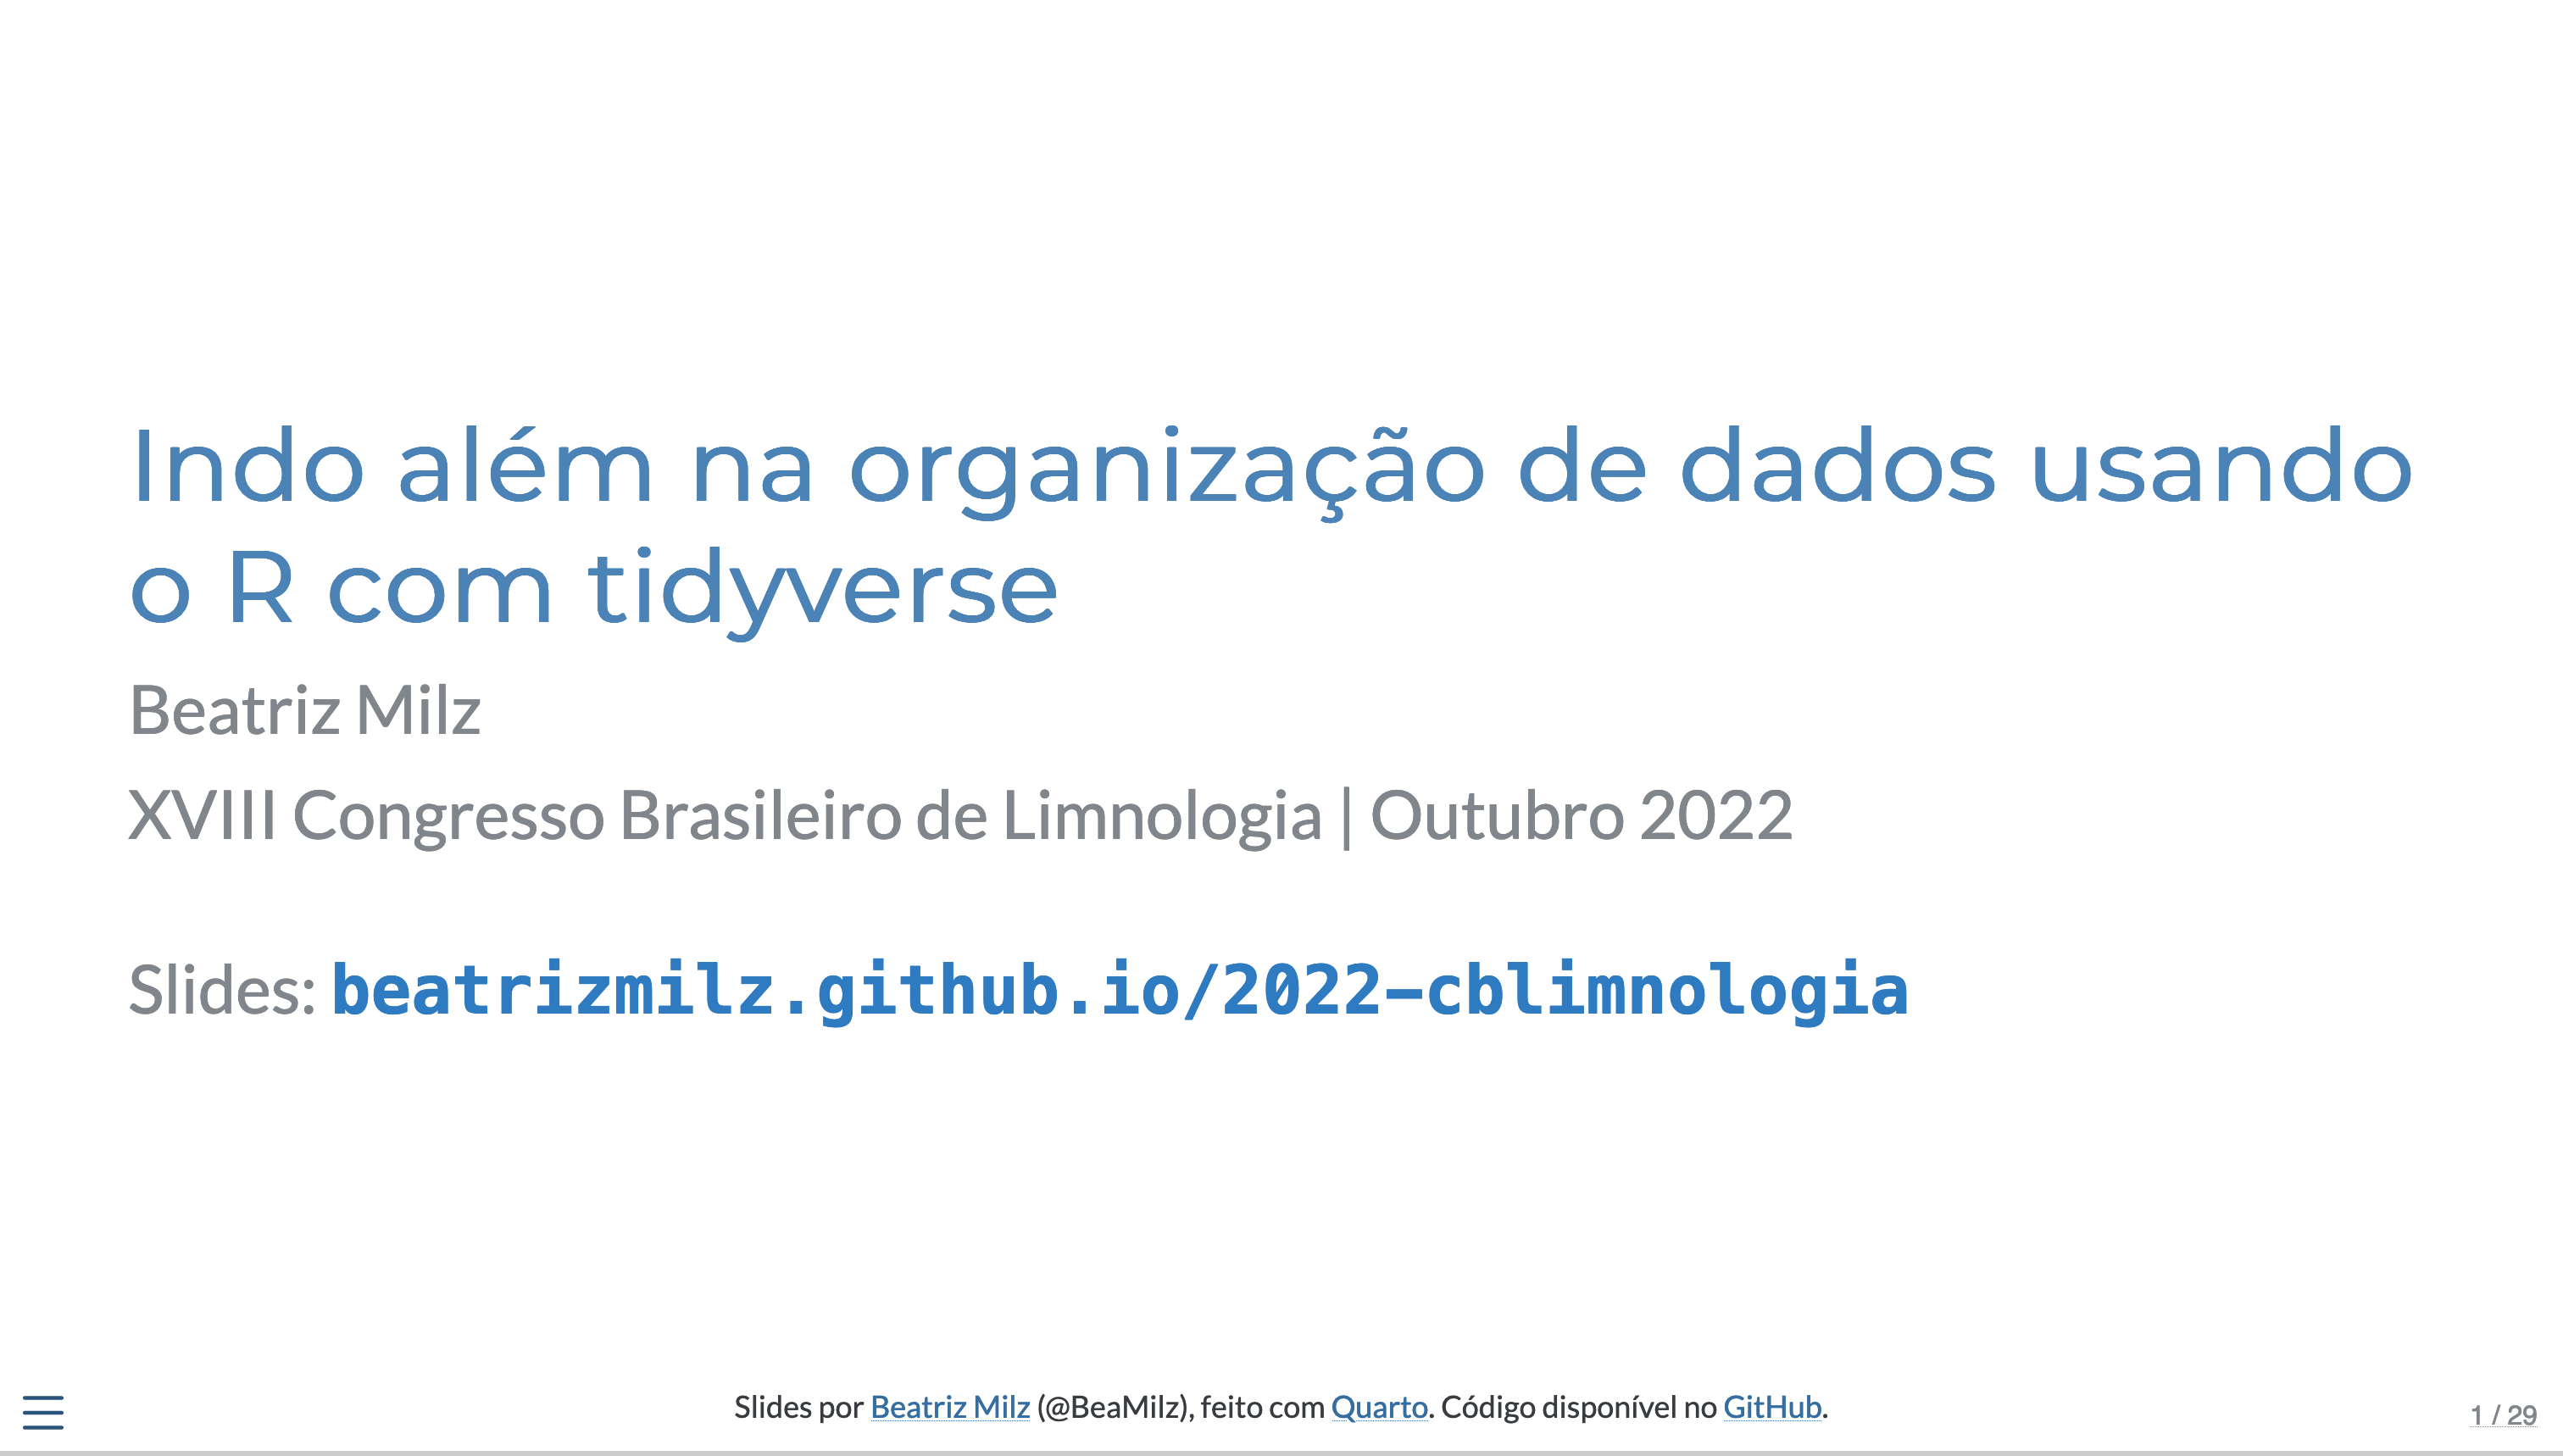 Indo além na organização de dados usando
o R com tidyverse
Beatriz Milz
XVIII Congresso Brasileiro de Limnologia | Outubro 2022
Slides: beatrizmilz.github.io/2022-cblimnologia
Slides por Beatriz Milz (@BeaMilz), feito com Quarto. Código disponível no GitHub.
1 / 29